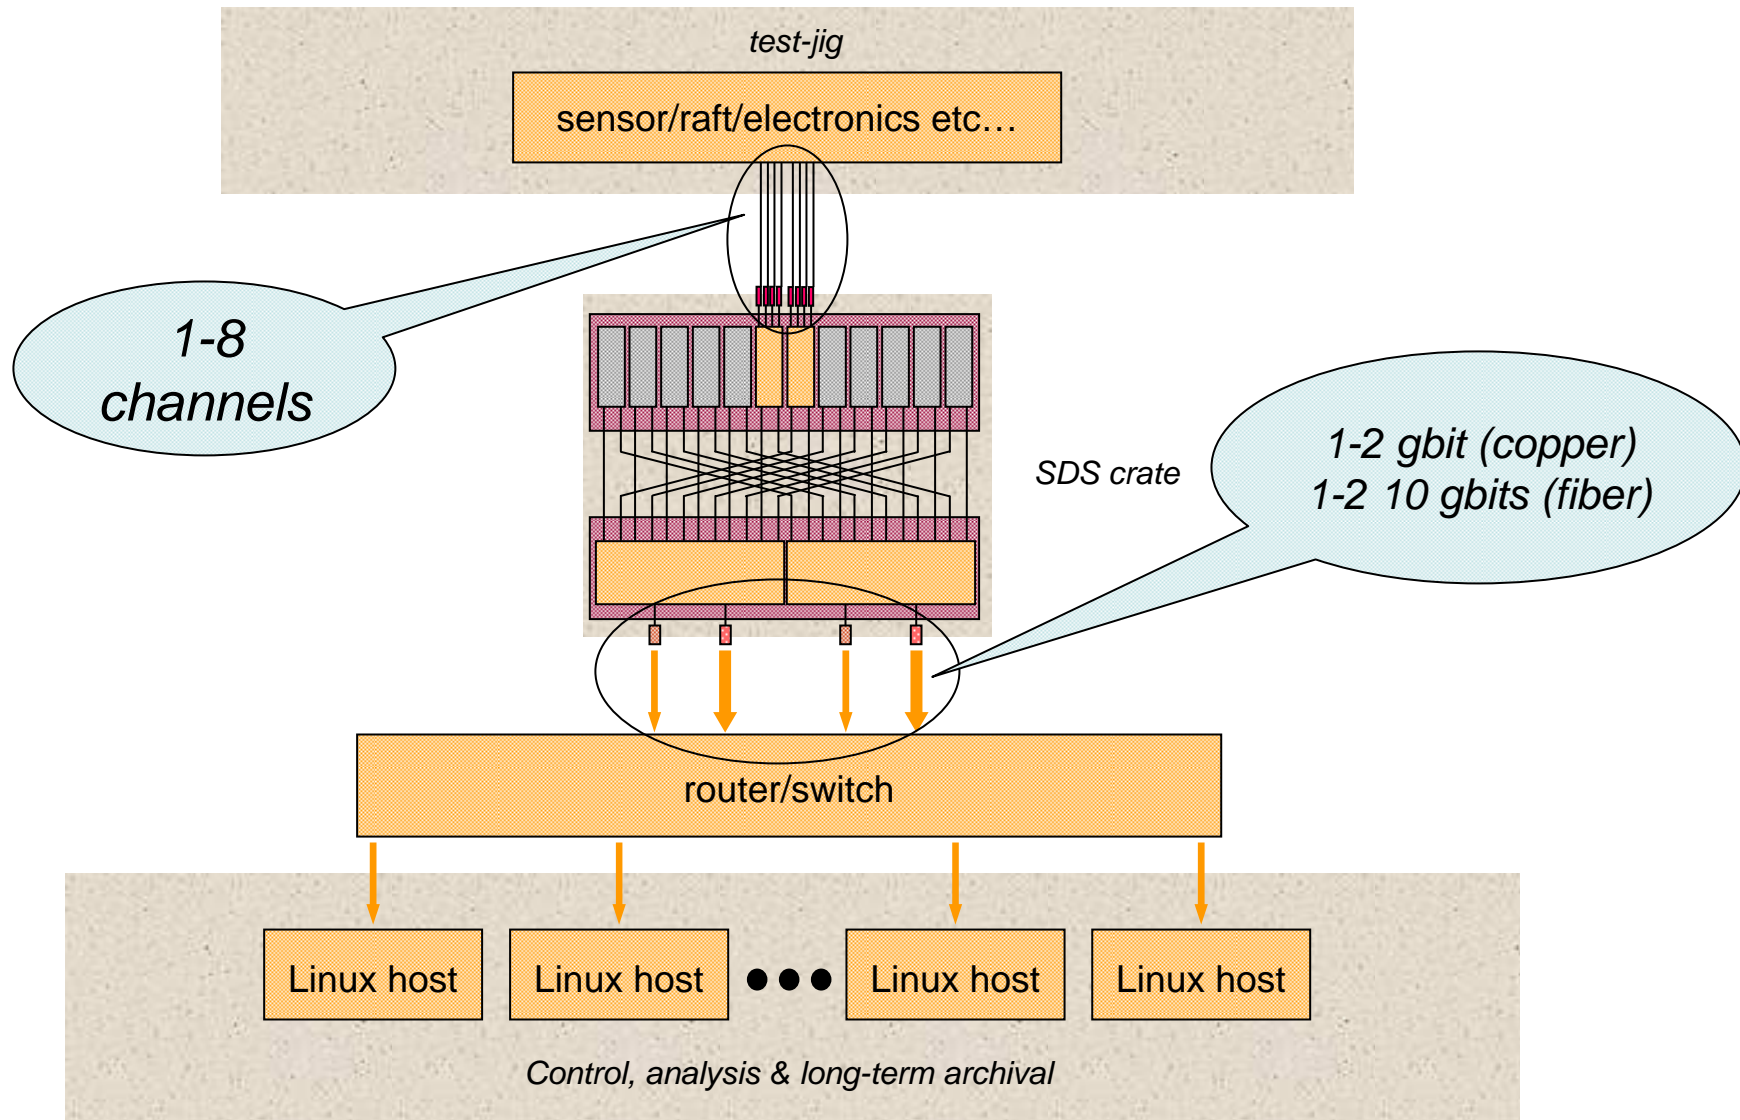 test-jig
sensor/raft/electronics etc…
1-8
channels
1-2 gbit (copper)
1-2 10 gbits (fiber)
SDS crate
router/switch
Linux host
Linux host
Linux host
Linux host
Control, analysis & long-term archival